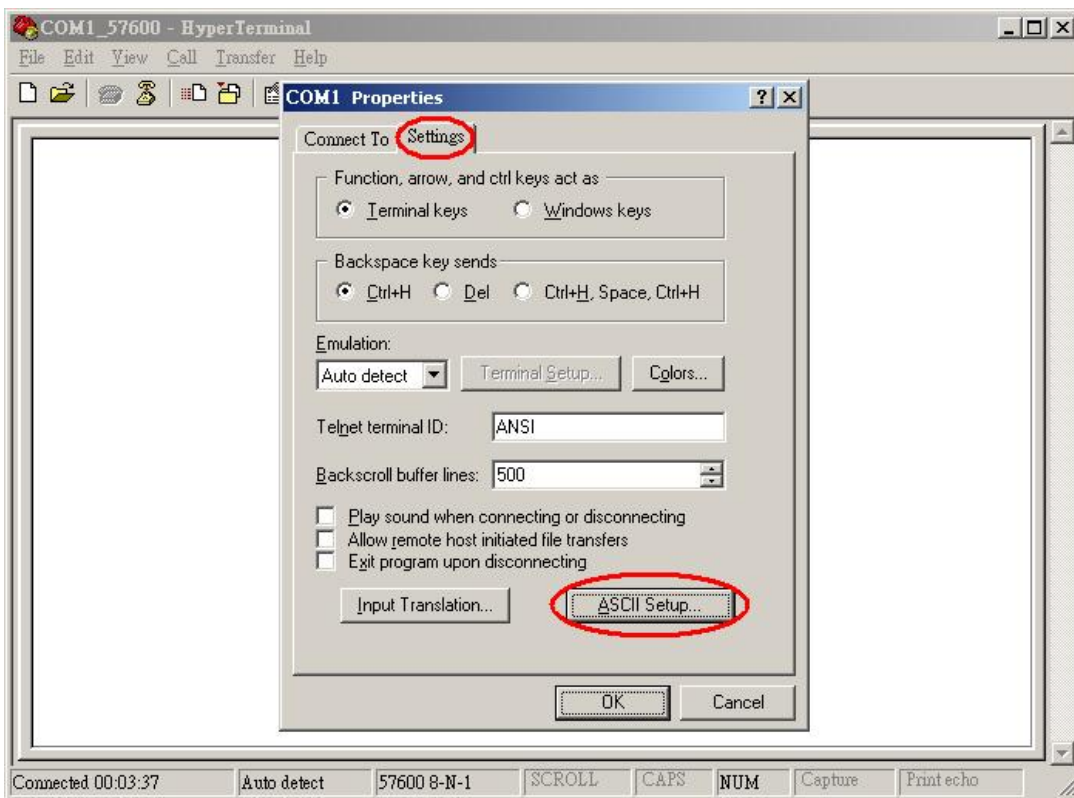 COM1_57600 - HyperTerminal
File Edit View Call Transfer Help
COM1 Properties
Connect To Settings
Function, arrow, and ctrl keys act as
Terminal keys Windows keys
Backspace key sends
Ctrl+H Del Ctrl+H, Space, Ctrl+H
Emulation:
Auto detect Terminal Setup... Colors...
Telnet terminal ID: ANSI
Backscroll buffer lines: 500
Play sound when connecting or disconnecting
Allow remote host initiated file transfers
Exit program upon disconnecting
Input Translation... ASCII Setup...
OK Cancel
Connected 00:03:37 Auto detect 57600 8-N-1 SCROLL CAPS NUM Capture Print echo